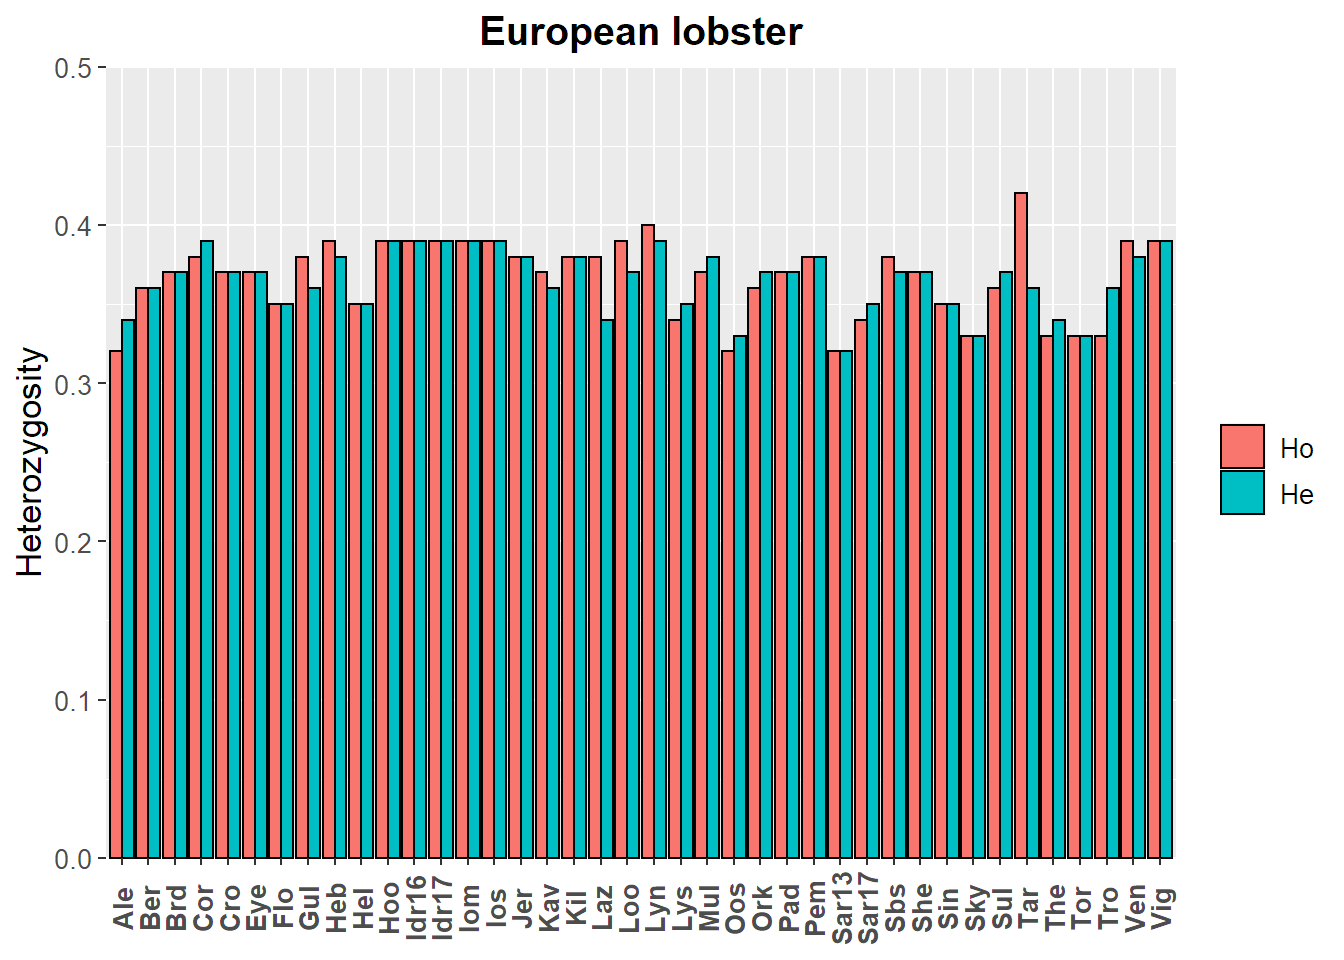 European lobster
Heterozygosity
0.5
0.4
0.3
0.2
0.1
0.0
Ale
Ber
Brd
Cor
Cro
Eye
Flo
Gul
Heb
Hel
Hoo
Idr16
Idr17
Iom
Ios
Jer
Kav
Kil
Laz
Loo
Lyn
Lys
Mul
Oos
Ork
Pad
Pem
Sar13
Sar17
Sbs
She
Sin
Sky
Sul
Tar
The
Tor
Tro
Ven
Vig
Ho
He